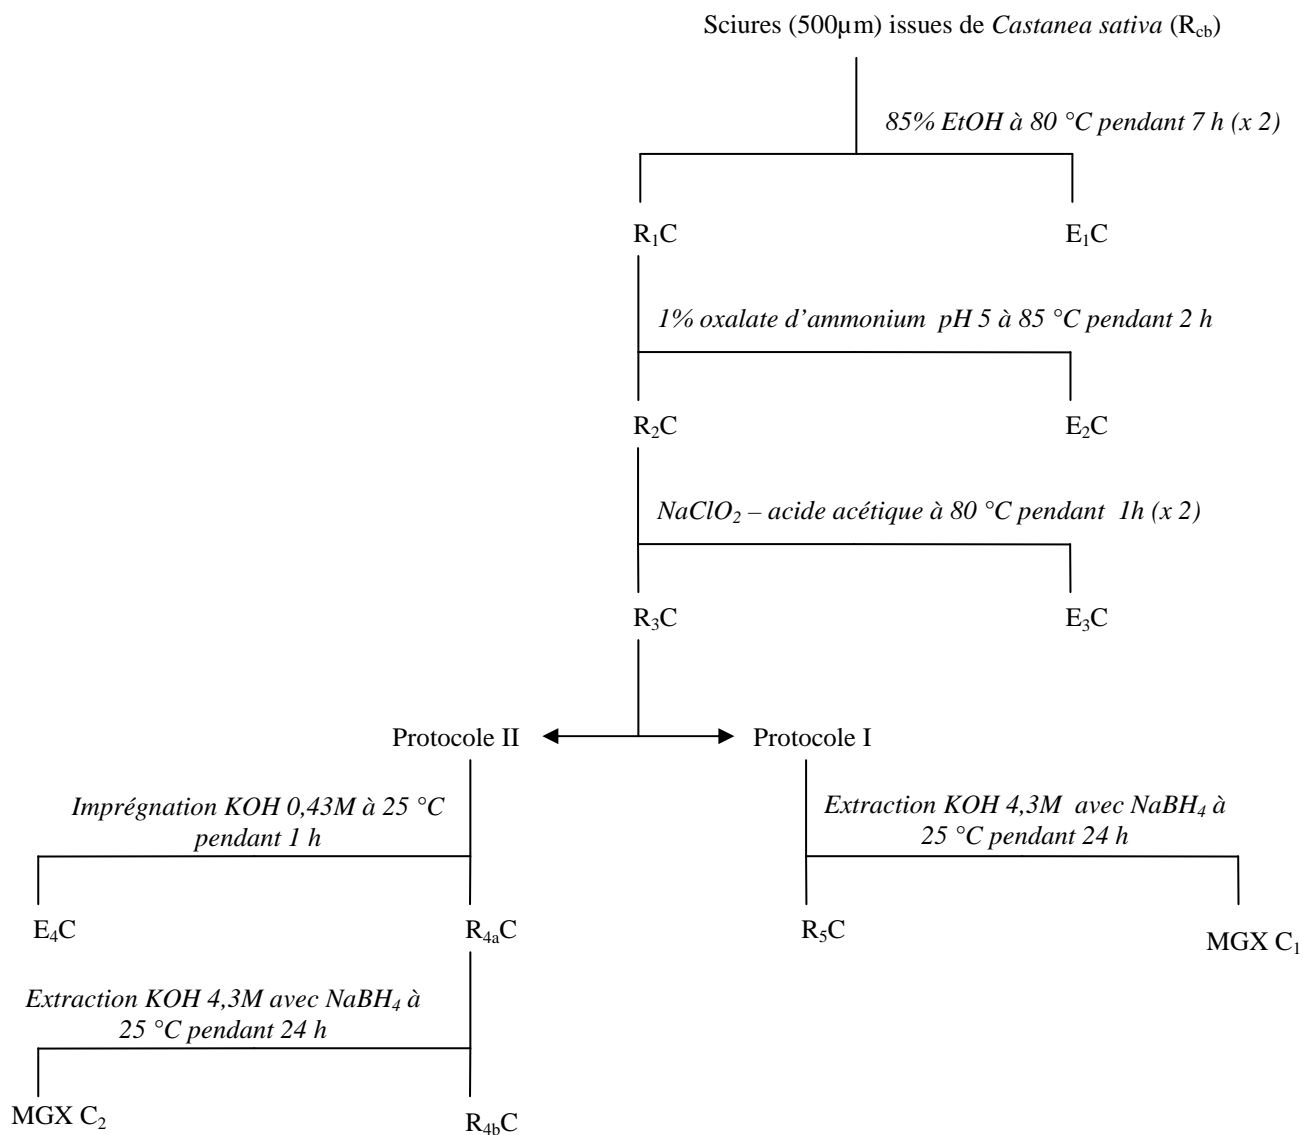 Sciures (500µm) issues de Castanea sativa (Rcb)
85% EtOH à 80 °C pendant 7 h (x 2)
R1C
E1C
1% oxalate d’ammonium pH 5 à 85 °C pendant 2 h
R2C
E2C
NaClO2 – acide acétique à 80 °C pendant 1h (x 2)
R3C
E3C
Protocole II
Protocole I
Imprégnation KOH 0,43M à 25 °C
pendant 1 h
Extraction KOH 4,3M avec NaBH4 à
25 °C pendant 24 h
E4C
R4aC
R5C
MGX C1
Extraction KOH 4,3M avec NaBH4 à
25 °C pendant 24 h
MGX C2
R4bC